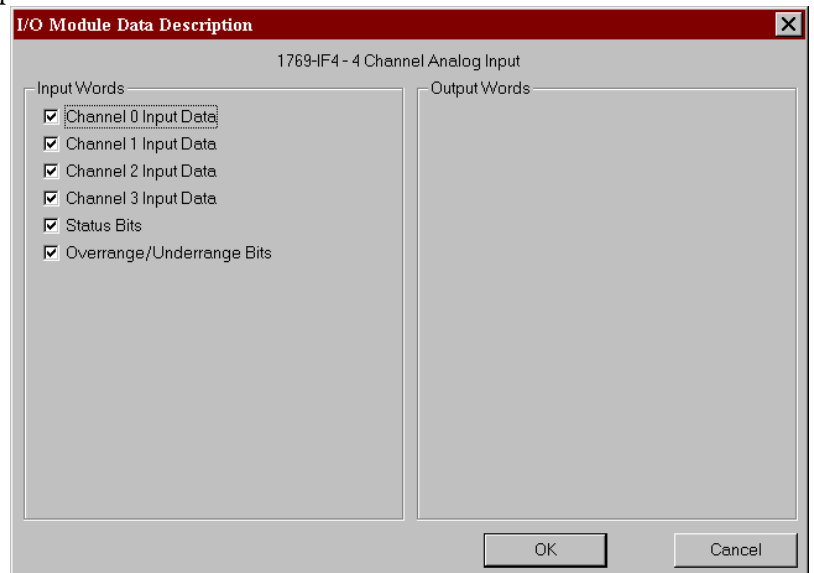 I/O Module Data Description
1769-IF4 - 4 Channel Analog Input
Input Words
Channel 0 Input Data
Channel 1 Input Data
Channel 2 Input Data
Channel 3 Input Data
Status Bits
Overrange/Underrange Bits
Output Words
OK
Cancel